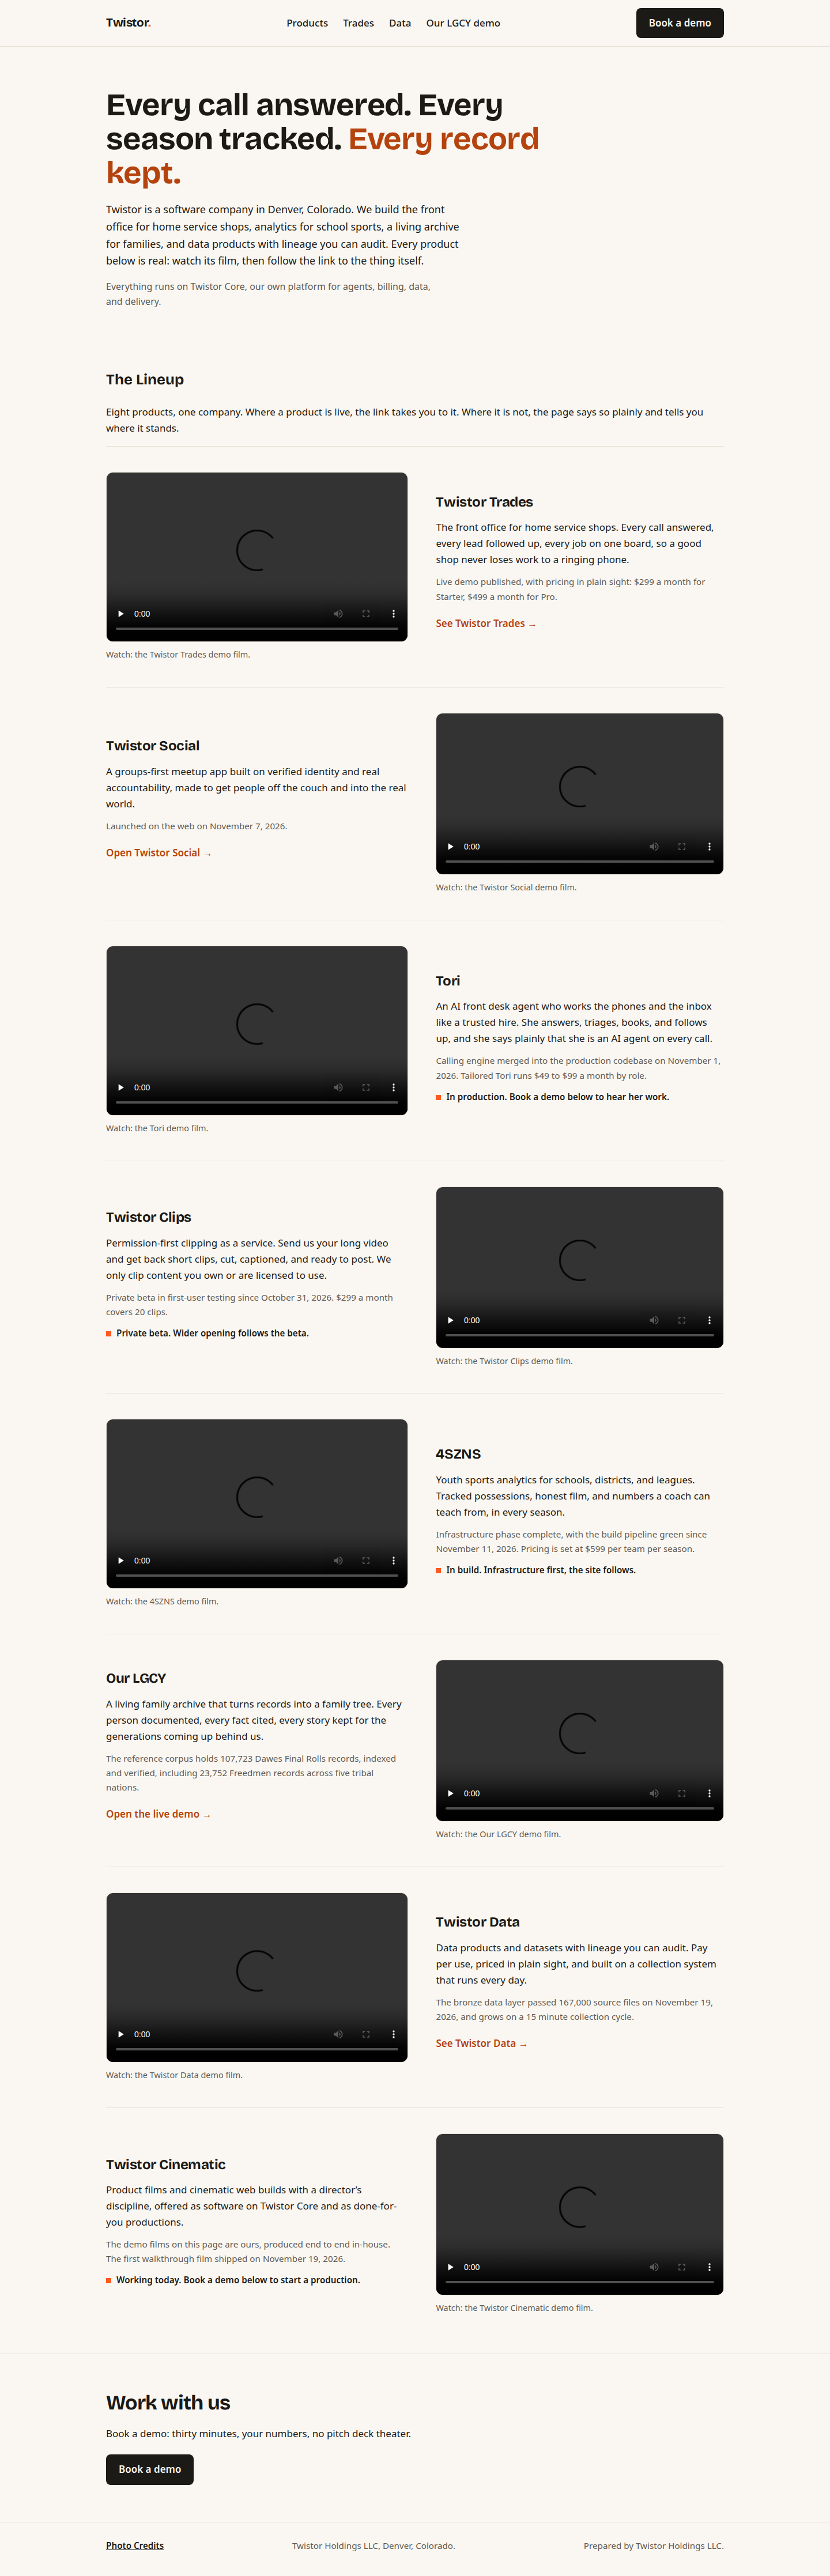 Twistor.
Products Trades Data Our LGCY demo
Book a demo
Every call answered. Every
season tracked. Every record
kept.
Twistor is a software company in Denver, Colorado. We build the front
office for home service shops, analytics for school sports, a living archive
for families, and data products with lineage you can audit. Every product
below is real: watch its film, then follow the link to the thing itself.
Everything runs on Twistor Core, our own platform for agents, billing, data,
and delivery.
The Lineup
Eight products, one company. Where a product is live, the link takes you to it. Where it is not, the page says so plainly and tells you
where it stands.
0:00
Watch: the Twistor Trades demo film.
Twistor Trades
The front office for home service shops. Every call answered,
every lead followed up, every job on one board, so a good
shop never loses work to a ringing phone.
Live demo published, with pricing in plain sight: $299 a month for
Starter, $499 a month for Pro.
See Twistor Trades →
Twistor Social
A groups-first meetup app built on verified identity and real
accountability, made to get people off the couch and into the real
world.
Launched on the web on November 7, 2026.
Open Twistor Social →
0:00
Watch: the Twistor Social demo film.
0:00
Watch: the Tori demo film.
Tori
An AI front desk agent who works the phones and the inbox
like a trusted hire. She answers, triages, books, and follows
up, and she says plainly that she is an AI agent on every call.
Calling engine merged into the production codebase on November 1,
2026. Tailored Tori runs $49 to $99 a month by role.
In production. Book a demo below to hear her work.
Twistor Clips
Permission-first clipping as a service. Send us your long video
and get back short clips, cut, captioned, and ready to post. We
only clip content you own or are licensed to use.
Private beta in first-user testing since October 31, 2026. $299 a month
covers 20 clips.
Private beta. Wider opening follows the beta.
0:00
Watch: the Twistor Clips demo film.
0:00
Watch: the 4SZNS demo film.
4SZNS
Youth sports analytics for schools, districts, and leagues.
Tracked possessions, honest film, and numbers a coach can
teach from, in every season.
Infrastructure phase complete, with the build pipeline green since
November 11, 2026. Pricing is set at $599 per team per season.
In build. Infrastructure first, the site follows.
Our LGCY
A living family archive that turns records into a family tree. Every
person documented, every fact cited, every story kept for the
generations coming up behind us.
The reference corpus holds 107,723 Dawes Final Rolls records, indexed
and verified, including 23,752 Freedmen records across five tribal
nations.
Open the live demo →
0:00
Watch: the Our LGCY demo film.
0:00
Watch: the Twistor Data demo film.
Twistor Data
Data products and datasets with lineage you can audit. Pay
per use, priced in plain sight, and built on a collection system
that runs every day.
The bronze data layer passed 167,000 source files on November 19,
2026, and grows on a 15 minute collection cycle.
See Twistor Data →
Twistor Cinematic
Product films and cinematic web builds with a director's
discipline, offered as software on Twistor Core and as done-for-
you productions.
The demo films on this page are ours, produced end to end in-house.
The first walkthrough film shipped on November 19, 2026.
Working today. Book a demo below to start a production.
0:00
Watch: the Twistor Cinematic demo film.
Work with us
Book a demo: thirty minutes, your numbers, no pitch deck theater.
Book a demo
Photo Credits
Twistor Holdings LLC, Denver, Colorado.
Prepared by Twistor Holdings LLC.